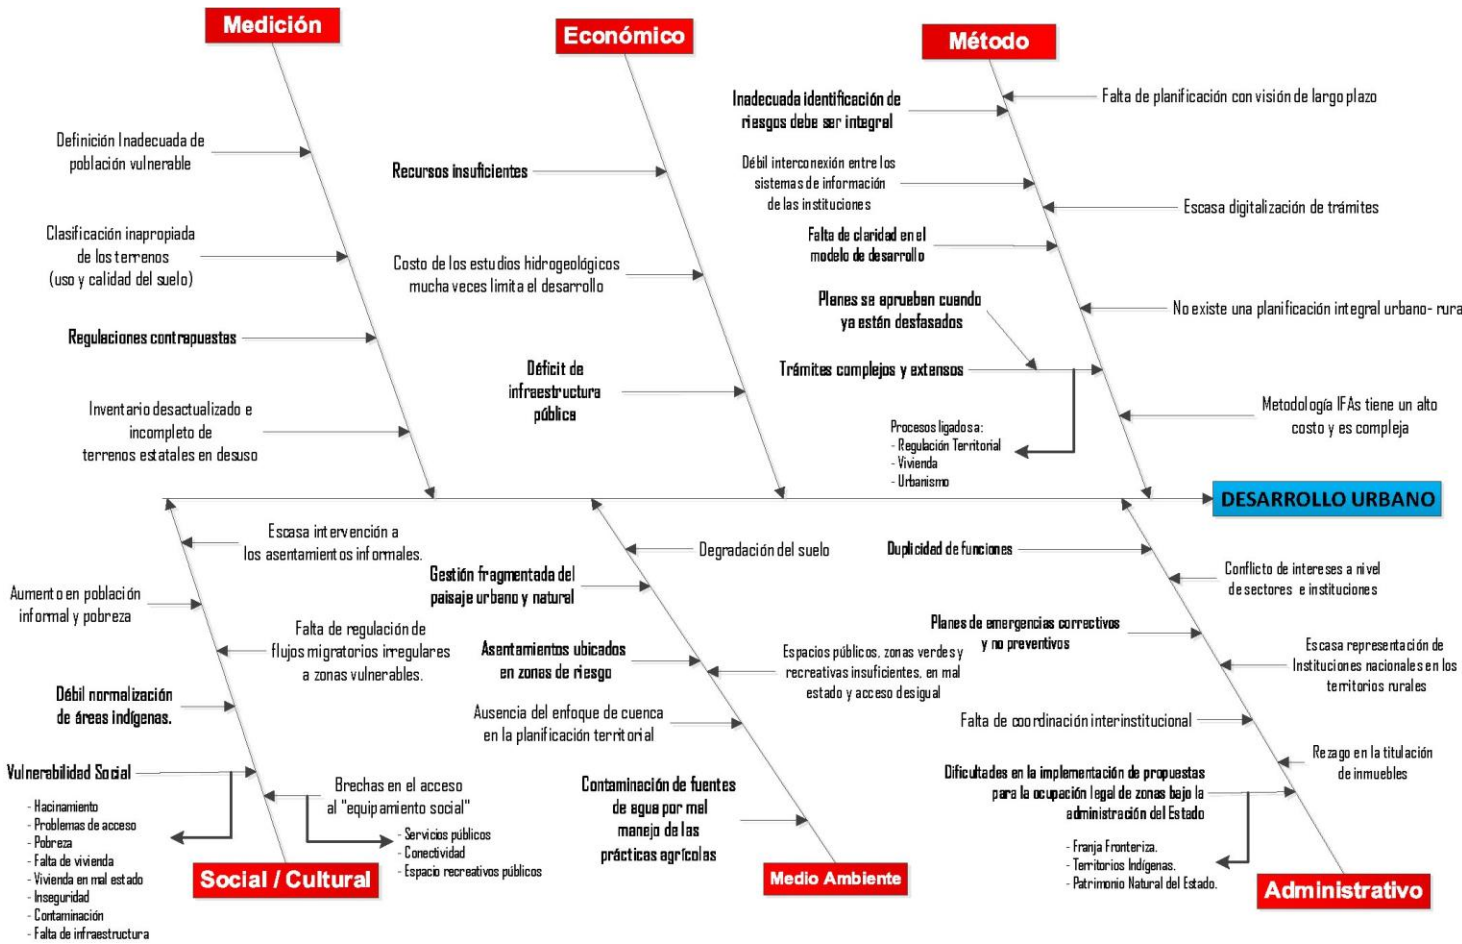 Medición
Económico
Método
Definición Inadecuada de
población vulnerable
Clasificación inapropiada
de los terrenos
(uso y calidad del suelo)
Regulaciones contrapuestas
Inventario desactualizado e
incompleto de
terrenos estatales en desuso
Recursos insuficientes
Costo de los estudios hidrogeológicos
mucha veces limita el desarrollo
Déficit de
infraestructura
pública
Inadecuada identificación de
riesgos debe ser integral
Falta de planificación con visión de largo plazo
Débil interconexión entre los
sistemas de información
de las instituciones
Escasa digitalización de trámites
Falta de claridad en el
modelo de desarrollo
Planes se aprueban cuando
ya están desfasados
No existe una planificación integral urbano- rura
Trámites complejos y extensos
Metodología IFAs tiene un alto
costo y es compleja
Procesos ligados a:
- Regulación Territorial
- Vivienda
- Urbanismo
DESARROLLO URBANO
Escasa intervención a
los asentamientos informales.
Aumento en población
informal y pobreza
Falta de regulación de
flujos migratorios irregulares
a zonas vulnerables.
Débil normalización
de áreas indígenas.
Vulnerabilidad Social
- Hacinamiento
- Problemas de acceso
- Pobreza
- Falta de vivienda
- Vivienda en mal estado
- Inseguridad
- Contaminación
- Falta de infraestructura
Brechas en el acceso
al "equipamiento social"
- Servicios públicos
- Conectividad
- Espacio recreativos públicos
Social / Cultural
Degradación del suelo
Gestión fragmentada del
paisaje urbano y natural
Asentamientos ubicados
en zonas de riesgo
Espacios públicos, zonas verdes y
recreativas insuficientes, en mal
estado y acceso desigual
Ausencia del enfoque de cuenca
en la planificación territorial
Contaminación de fuentes
de agua por mal
manejo de las
prácticas agrícolas
Medio Ambiente
Duplicidad de funciones
Conflicto de intereses a nivel
de sectores e instituciones
Planes de emergencias correctivos
y no preventivos
Escasa representación de
Instituciones nacionales en los
territorios rurales
Falta de coordinación interinstitucional
Rezago en la titulación
de inmuebles
Dificultades en la implementación de propuestas
para la ocupación legal de zonas bajo la
administración del Estado
- Franja Fronteriza.
- Territorios Indígenas.
- Patrimonio Natural del Estado.
Administrativo